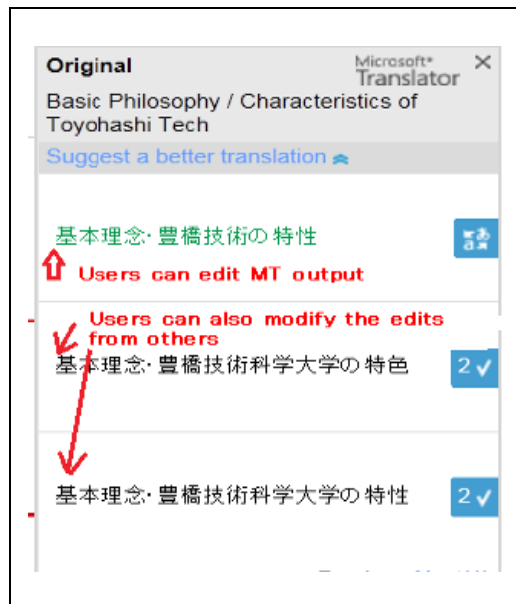 Original
Microsoft®
Translator
Basic Philosophy / Characteristics of
Toyohashi Tech
Suggest a better translation
基本理念·豊橋技術の特性
Users can edit MT output
Users can also modify the edits
from others
基本理念·豊橋技術科学大学の特色
2
基本理念·豊橋技術科学大学の特性
2